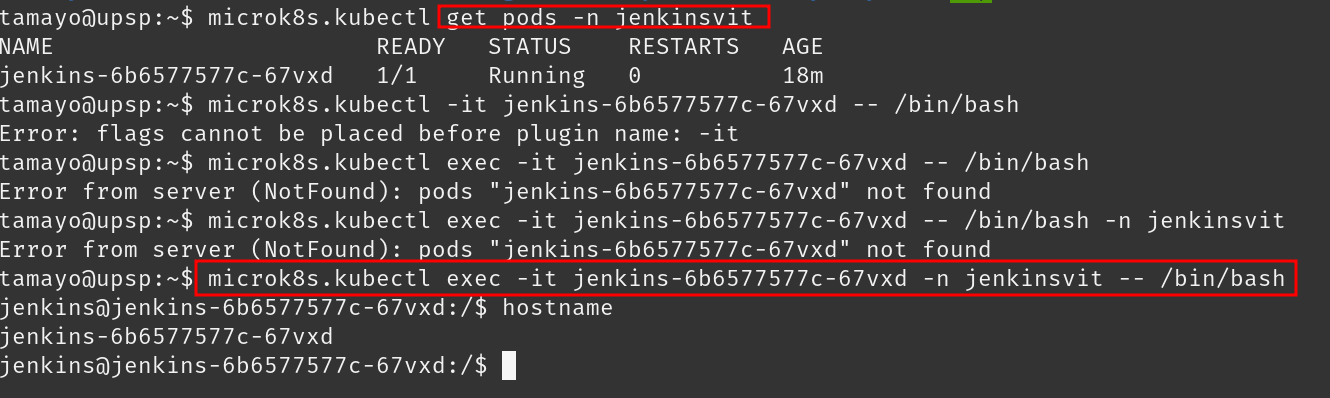 tamayo@upsp:~$ microk8s.kubectl get pods -n jenkinsvit
NAME                       READY   STATUS    RESTARTS   AGE
jenkins-6b6577577c-67vxd   1/1     Running   0          18m
tamayo@upsp:~$ microk8s.kubectl -it jenkins-6b6577577c-67vxd -- /bin/bash
Error: flags cannot be placed before plugin name: -it
tamayo@upsp:~$ microk8s.kubectl exec -it jenkins-6b6577577c-67vxd -- /bin/bash
Error from server (NotFound): pods "jenkins-6b6577577c-67vxd" not found
tamayo@upsp:~$ microk8s.kubectl exec -it jenkins-6b6577577c-67vxd -- /bin/bash -n jenkinsvit
Error from server (NotFound): pods "jenkins-6b6577577c-67vxd" not found
tamayo@upsp:~$ microk8s.kubectl exec -it jenkins-6b6577577c-67vxd -n jenkinsvit -- /bin/bash
jenkins@jenkins-6b6577577c-67vxd:/$ hostname
jenkins-6b6577577c-67vxd
jenkins@jenkins-6b6577577c-67vxd:/$